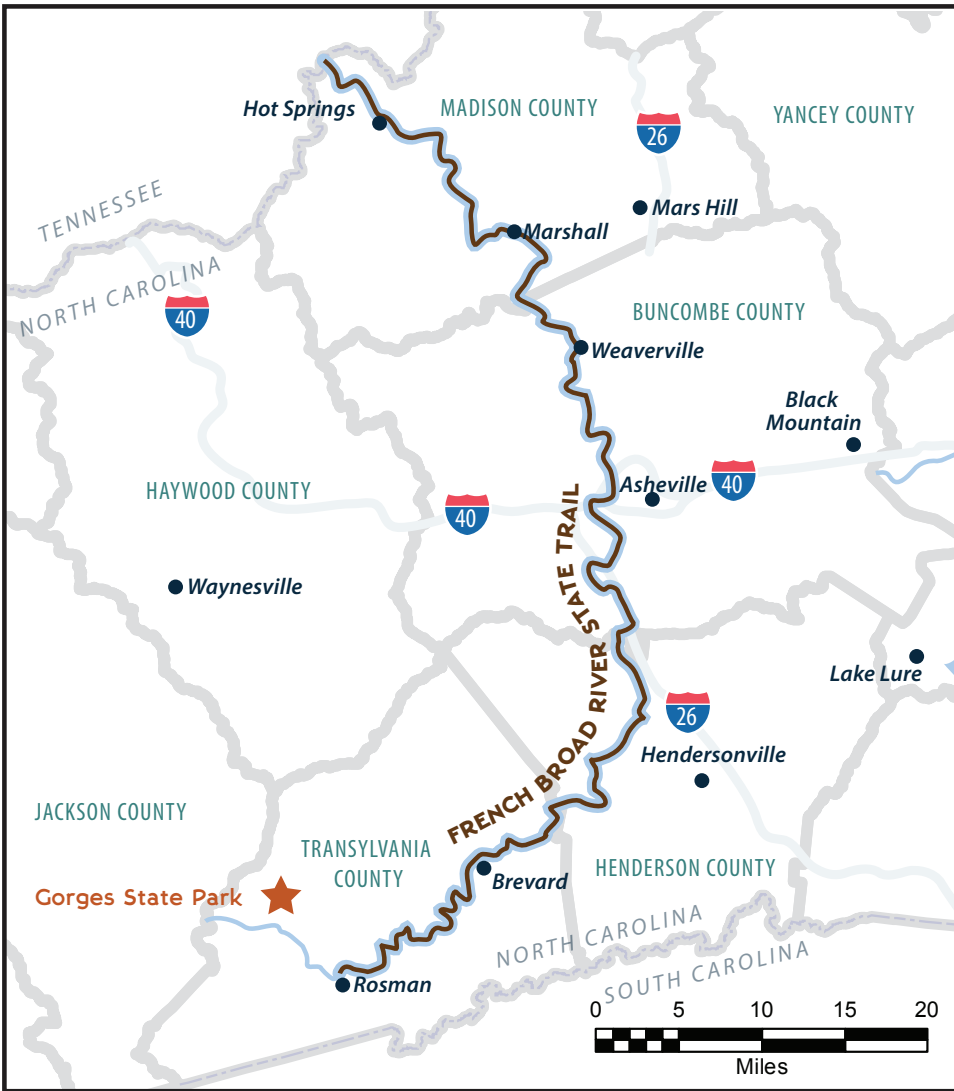 Hot Springs
MADISON COUNTY
26
YANCEY COUNTY
TENNESSEE
Mars Hill
Marshall
NORTH CAROLINA
40
BUNCOMBE COUNTY
Weaverville
Black
Mountain
HAYWOOD COUNTY
40
Asheville
40
FRENCH BROAD RIVER STATE TRAIL
Waynesville
Lake Lure
26
Hendersonville
JACKSON COUNTY
TRANSYLVANIA
COUNTY
HENDERSON COUNTY
Gorges State Park
Brevard
NORTH CAROLINA
SOUTH CAROLINA
Rosman
0 5 10 15 20
Miles